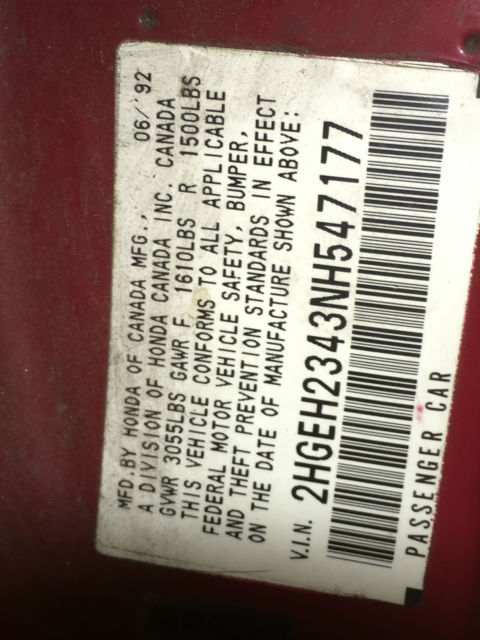 MFD.BY HONDA OF CANADA MFG., 06/'92
A DIVISION OF HONDA CANADA INC. CANADA
GVWR 3055LBS GAWR F 1610LBS R 1500LBS
THIS VEHICLE CONFORMS TO ALL APPLICABLE
FEDERAL MOTOR VEHICLE SAFETY, BUMPER,
AND THEFT PREVENTION STANDARDS IN EFFECT
ON THE DATE OF MANUFACTURE SHOWN ABOVE:
V.I.N. 2HGEH2343NH547177
PASSENGER CAR